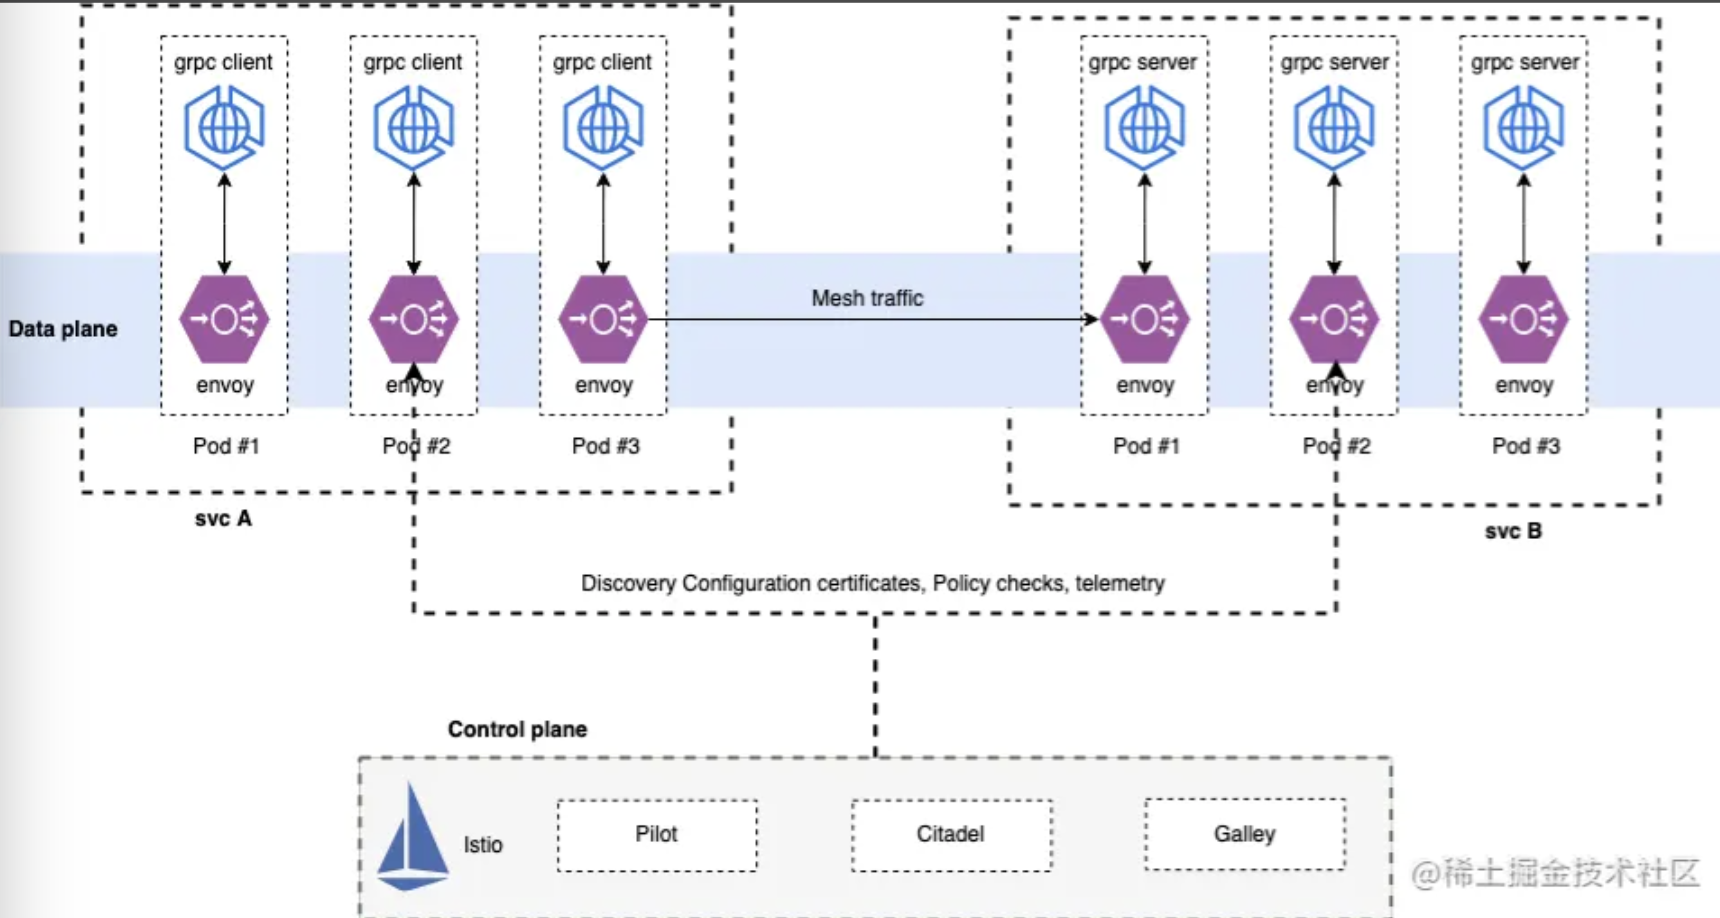 grpc client
grpc client
grpc client
grpc server
grpc server
grpc server
Mesh traffic
Data plane
envoy
envoy
envoy
envoy
envoy
envoy
Pod #1
Pod #2
Pod #3
Pod #1
Pod #2
Pod #3
svc A
svc B
Discovery Configuration certificates, Policy checks, telemetry
Control plane
Istio
Pilot
Citadel
Galley
@稀土掘金技术社区